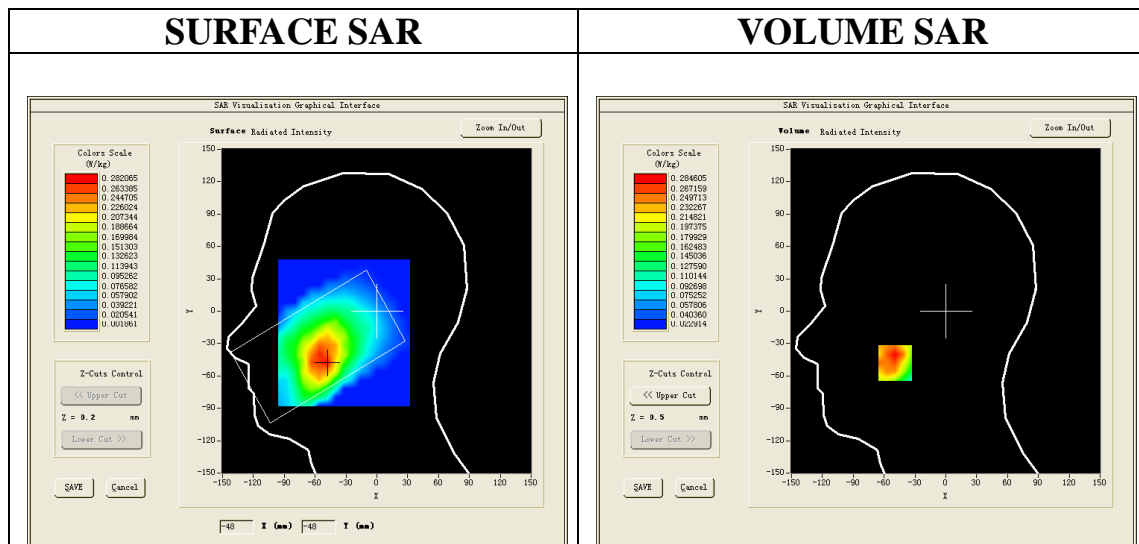 SURFACE SAR
VOLUME SAR
SAR Visualisation Graphical Interface
Surface Radiated Intensity
Zoom In/Out
Colors Scale
(W/kg)
0.282065
0.263385
0.244705
0.226024
0.207344
0.188664
0.169984
0.151303
0.132623
0.113943
0.095262
0.076582
0.057902
0.039221
0.020541
0.001861
Z-Cuts Control
<< Upper Cut
Z = 0.2 mm
Lower Cut >>
SAVE
Cancel
150
120
90
60
30
0
-30
-60
-90
-120
-150
Y
-150 -120 -90 -60 -30 0 30 60 90 120 150
X
-48 X (mm) -48 Y (mm)
SAR Visualisation Graphical Interface
Volume Radiated Intensity
Zoom In/Out
Colors Scale
(W/kg)
0.284605
0.267159
0.249713
0.232267
0.214821
0.197375
0.179929
0.162483
0.145036
0.127590
0.110144
0.092698
0.075252
0.057806
0.040360
0.022914
Z-Cuts Control
<< Upper Cut
Z = 0.5 mm
Lower Cut >>
SAVE
Cancel
150
120
90
60
30
0
-30
-60
-90
-120
-150
Y
-150 -120 -90 -60 -30 0 30 60 90 120 150
X